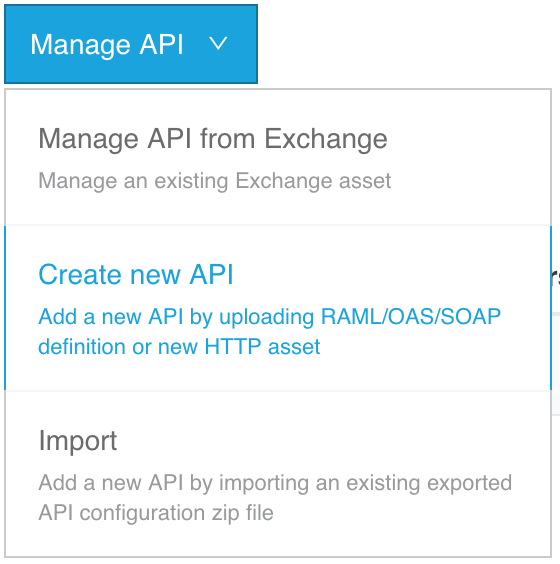 Manage API
Manage API from Exchange
Manage an existing Exchange asset
Create new API
Add a new API by uploading RAML/OAS/SOAP
definition or new HTTP asset
Import
Add a new API by importing an existing exported
API configuration zip file